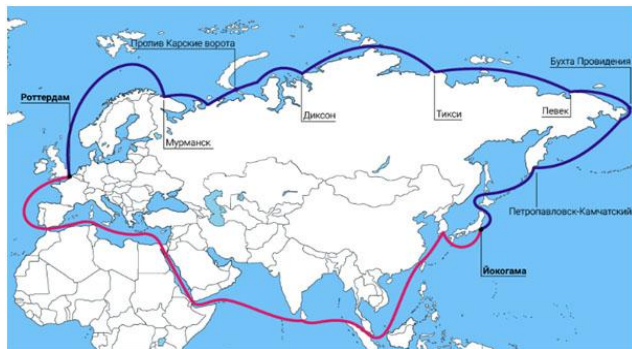 Пролив Карские ворота
Бухта Провидения
Роттердам
Диксон
Тикси
Певек
Мурманск
Петропавловск-Камчатский
Йокогама